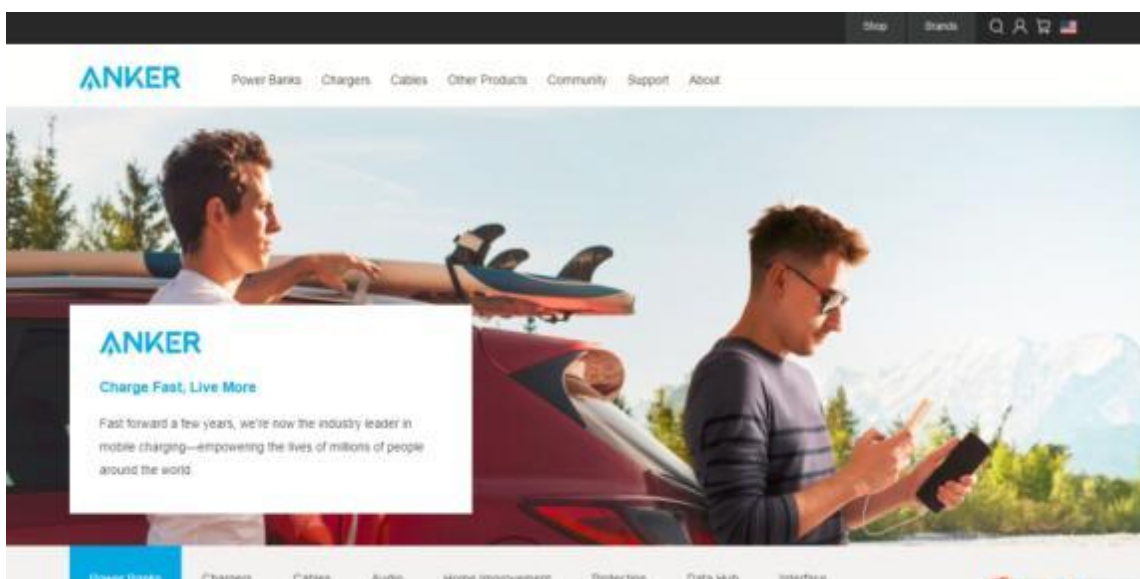 Shop Brands
ANKER
Power Banks Chargers Cables Other Products Community Support About
ANKER
Charge Fast, Live More
Fast forward a few years, we're now the industry leader in
mobile charging—empowering the lives of millions of people
around the world
Power Banks Chargers Cables Audio Home Improvement Protection Data Hub Interface